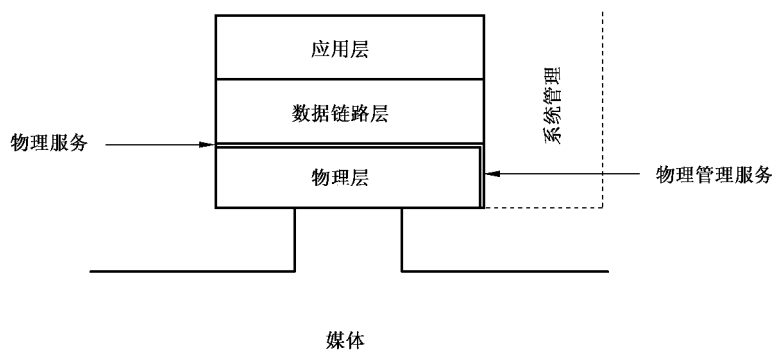 应用层
数据链路层
系统管理
物理服务
物理层
物理管理服务
媒体